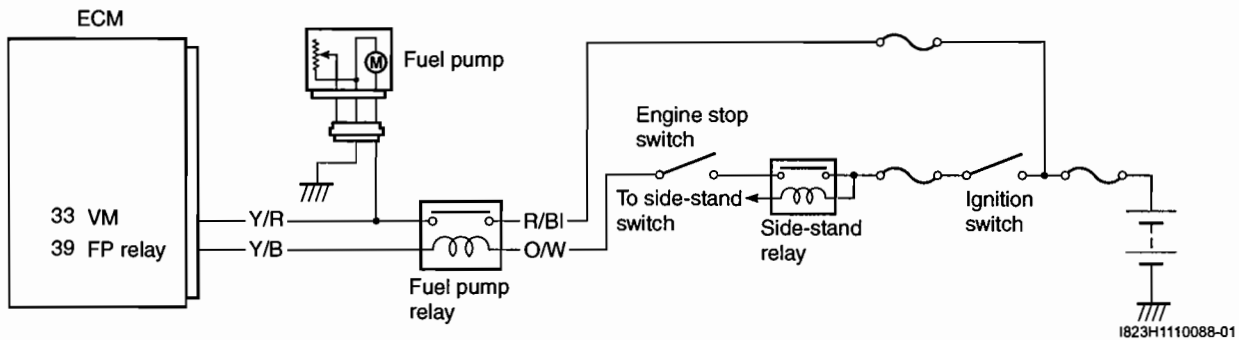 ECM
Fuel pump
M
Engine stop
switch
To side-stand
switch
Side-stand
relay
Ignition
switch
33 VM
Y/R
R/Bl
39 FP relay
Y/B
O/W
Fuel pump
relay
I823H1110088-01